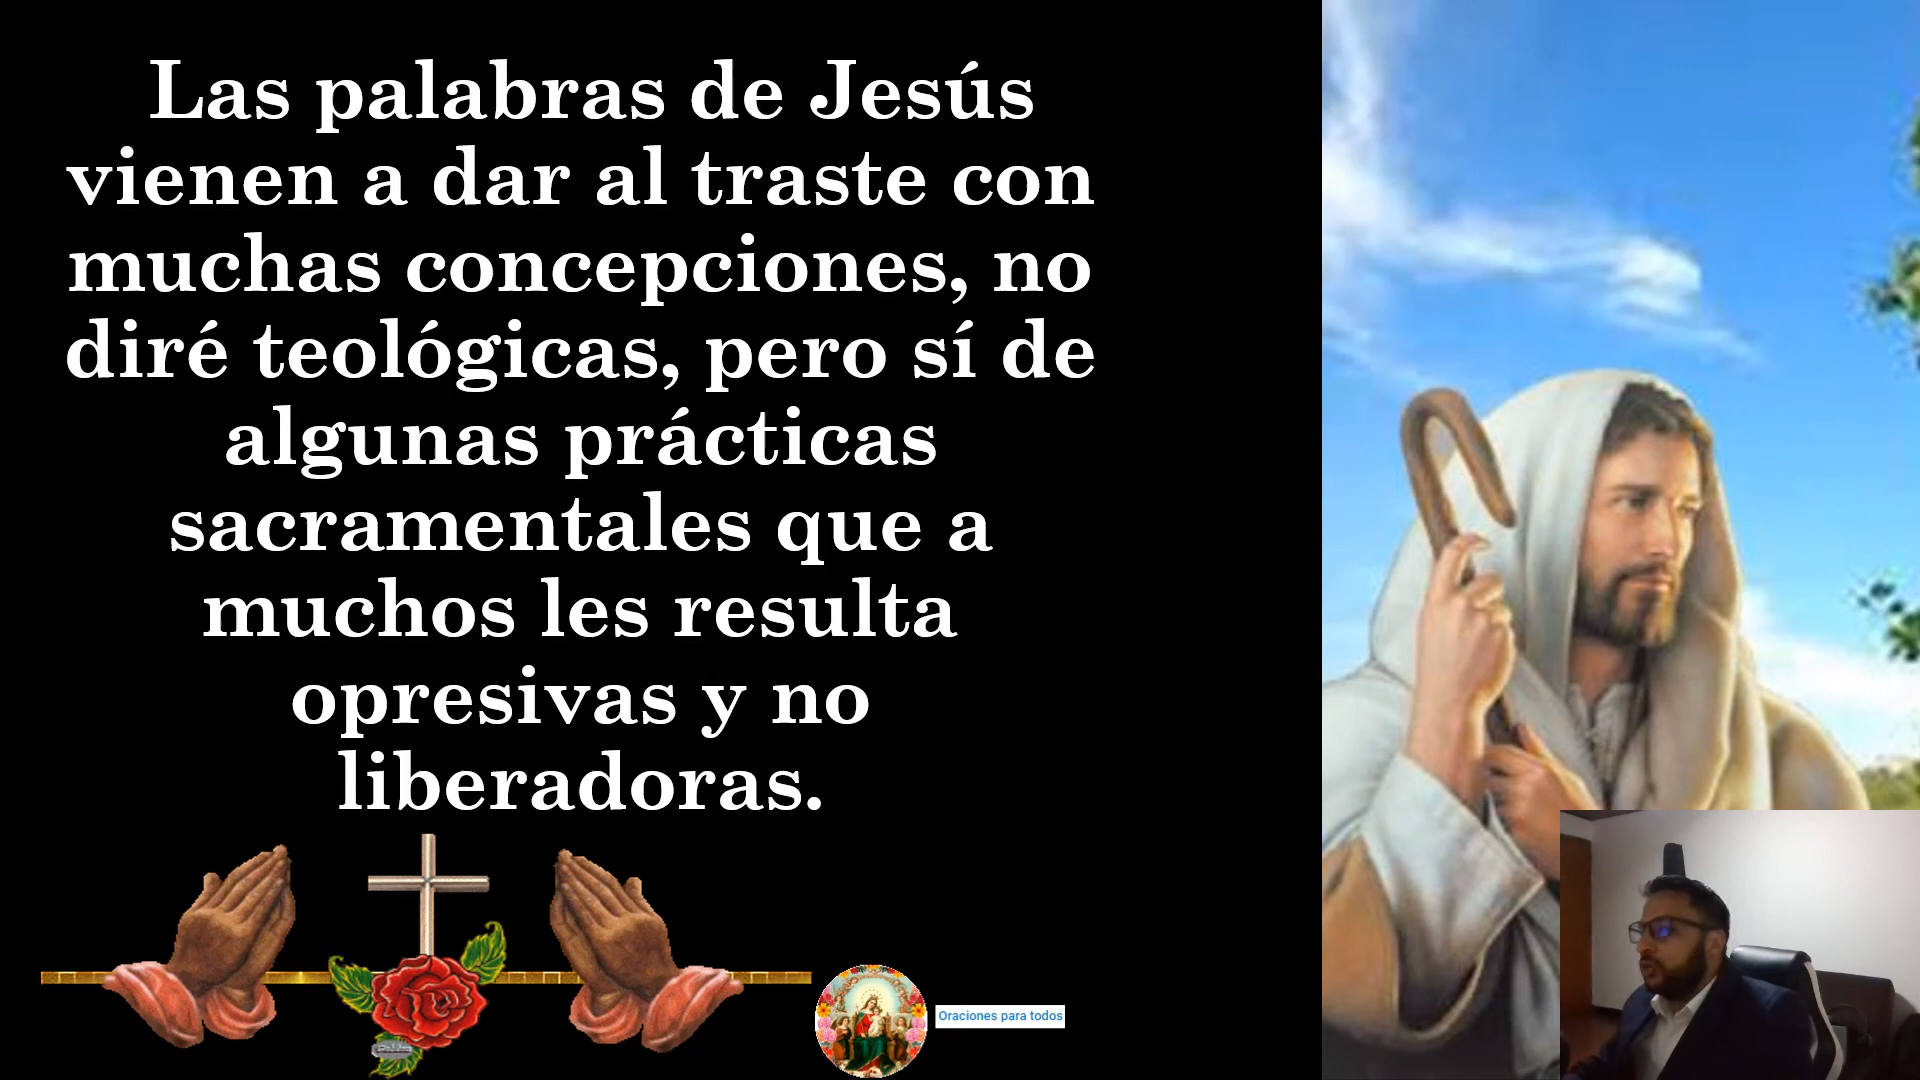 Las palabras de Jesús
vienen a dar al traste con
muchas concepciones, no
diré teológicas, pero sí de
algunas prácticas
sacramentales que a
muchos les resulta
opresivas y no
liberadoras.
Oraciones para todos